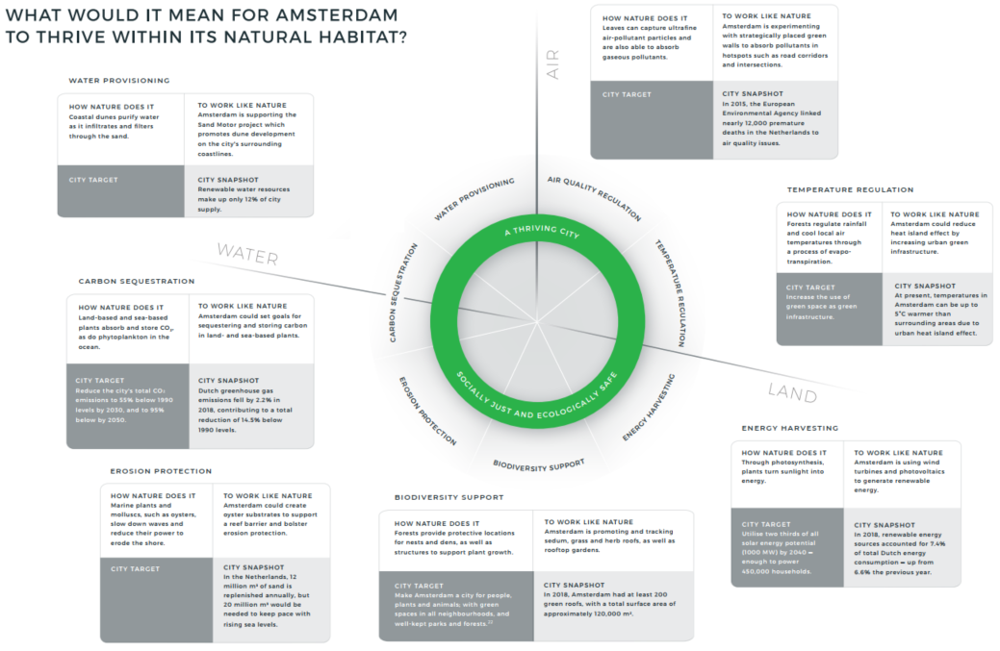 WHAT WOULD IT MEAN FOR AMSTERDAM
TO THRIVE WITHIN ITS NATURAL HABITAT?
AIR
HOW NATURE DOES IT
Leaves can capture ultrafine
air-pollutant particles and
are also able to absorb
gaseous pollutants.
TO WORK LIKE NATURE
Amsterdam is experimenting
with strategically placed green
walls to absorb pollutants in
hotspots such as road corridors
and intersections.
CITY TARGET
CITY SNAPSHOT
In 2015, the European
Environmental Agency linked
nearly 12,000 premature
deaths in the Netherlands to
air quality issues.
WATER PROVISIONING
HOW NATURE DOES IT
Coastal dunes purify water
as it infiltrates and filters
through the sand.
TO WORK LIKE NATURE
Amsterdam is supporting the
Sand Motor project which
promotes dune development
on the city's surrounding
coastlines.
CITY TARGET
CITY SNAPSHOT
Renewable water resources
make up only 12% of city
supply.
WATER PROVISIONING
AIR QUALITY REGULATION
TEMPERATURE REGULATION
ENERGY HARVESTING
BIODIVERSITY SUPPORT
EROSION PROTECTION
CARBON SEQUESTRATION
A THRIVING CITY
SOCIALLY JUST AND ECOLOGICALLY SAFE
TEMPERATURE REGULATION
HOW NATURE DOES IT
Forests regulate rainfall
and cool local air
temperatures through
a process of evapo-
transpiration.
TO WORK LIKE NATURE
Amsterdam could reduce
heat island effect by
increasing urban green
infrastructure.
CITY TARGET
Increase the use of
green space as green
infrastructure.
CITY SNAPSHOT
At present, temperatures in
Amsterdam can be up to
5°C warmer than
surrounding areas due to
urban heat island effect.
WATER
CARBON SEQUESTRATION
HOW NATURE DOES IT
Land-based and sea-based
plants absorb and store CO₂,
as do phytoplankton in the
ocean.
TO WORK LIKE NATURE
Amsterdam could set goals for
sequestering and storing carbon
in land- and sea-based plants.
CITY TARGET
Reduce the city's total CO₂
emissions to 55% below 1990
levels by 2030, and to 95%
below by 2050.
CITY SNAPSHOT
Dutch greenhouse gas
emissions fell by 2.2% in
2018, contributing to a total
reduction of 14.5% below
1990 levels.
LAND
ENERGY HARVESTING
HOW NATURE DOES IT
Through photosynthesis,
plants turn sunlight into
energy.
TO WORK LIKE NATURE
Amsterdam is using wind
turbines and photovoltaics
to generate renewable
energy.
CITY TARGET
Utilise two thirds of all
solar energy potential
(1000 MW) by 2040 —
enough to power
450,000 households.
CITY SNAPSHOT
In 2018, renewable energy
sources accounted for 7.4%
of total Dutch energy
consumption — up from
6.6% the previous year.
EROSION PROTECTION
HOW NATURE DOES IT
Marine plants and
molluscs, such as oysters,
slow down waves and
reduce their power to
erode the shore.
TO WORK LIKE NATURE
Amsterdam could create
oyster substrates to support
a reef barrier and bolster
erosion protection.
CITY TARGET
CITY SNAPSHOT
In the Netherlands, 12
million m³ of sand is
replenished annually, but
20 million m³ would be
needed to keep pace with
rising sea levels.
BIODIVERSITY SUPPORT
HOW NATURE DOES IT
Forests provide protective locations
for nests and dens, as well as
structures to support plant growth.
TO WORK LIKE NATURE
Amsterdam is promoting and tracking
sedum, grass and herb roofs, as well as
rooftop gardens.
CITY TARGET
Make Amsterdam a city for people,
plants and animals; with green
spaces in all neighbourhoods, and
well-kept parks and forests.
CITY SNAPSHOT
In 2018, Amsterdam had at least 200
green roofs, with a total surface area of
approximately 120,000 m².